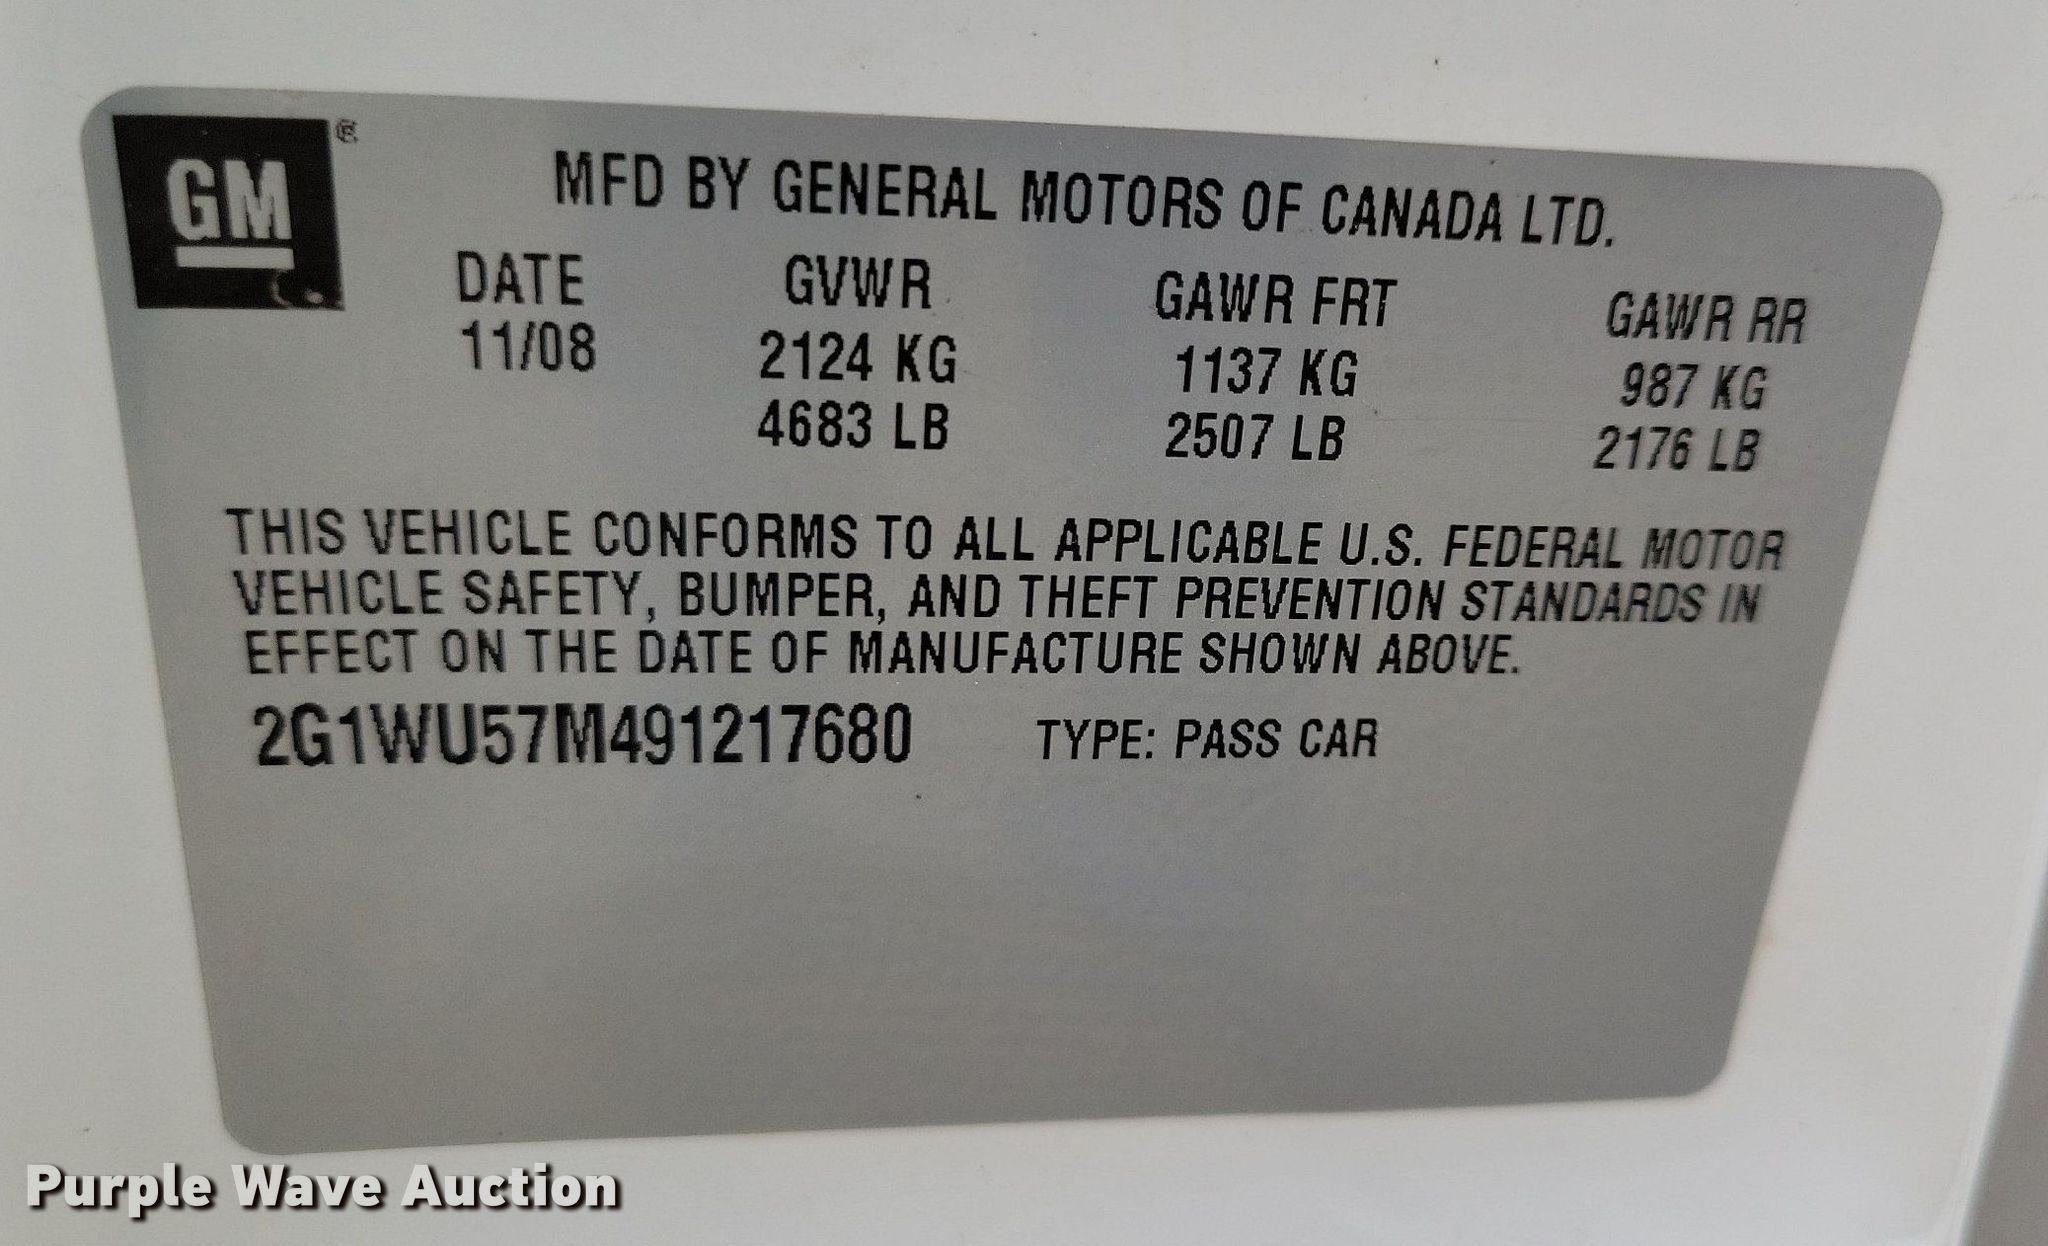 GM ®
MFD BY GENERAL MOTORS OF CANADA LTD.
DATE GVWR GAWR FRT GAWR RR
11/08 2124 KG 1137 KG 987 KG
4683 LB 2507 LB 2176 LB
THIS VEHICLE CONFORMS TO ALL APPLICABLE U.S. FEDERAL MOTOR
VEHICLE SAFETY, BUMPER, AND THEFT PREVENTION STANDARDS IN
EFFECT ON THE DATE OF MANUFACTURE SHOWN ABOVE.
2G1WU57M491217680 TYPE: PASS CAR
Purple Wave Auction